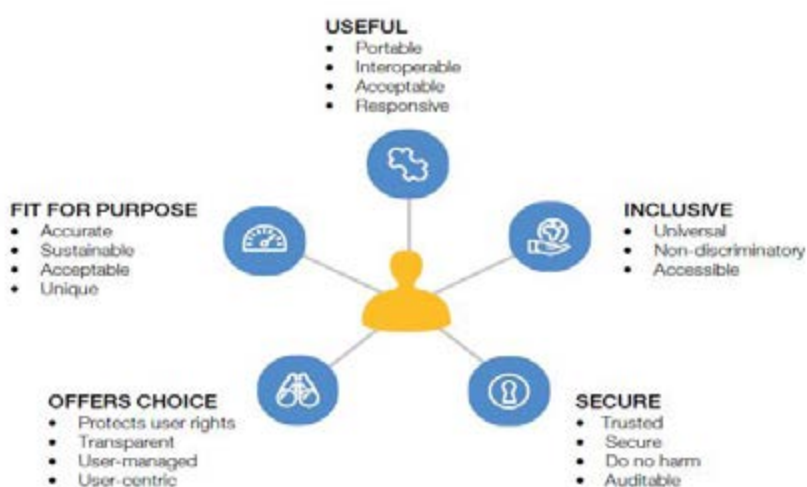 USEFUL
• Portable
• Interoperable
• Acceptable
• Responsive
FIT FOR PURPOSE
• Accurate
• Sustainable
• Acceptable
• Unique
INCLUSIVE
• Universal
• Non-discriminatory
• Accessible
OFFERS CHOICE
• Protects user rights
• Transparent
• User-managed
• User-centric
SECURE
• Trusted
• Secure
• Do no harm
• Auditable